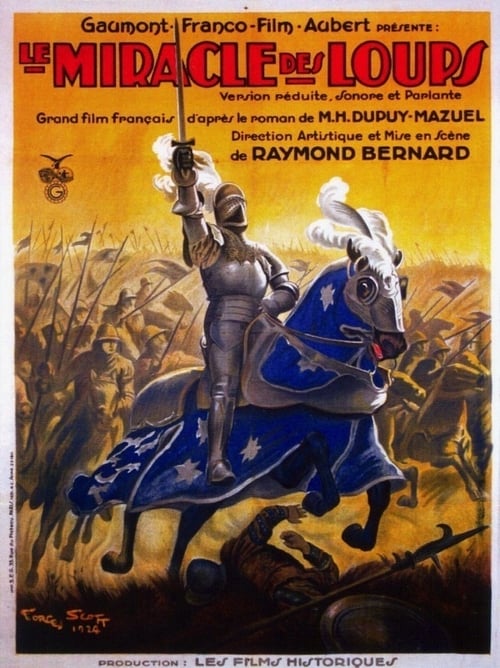 Gaumont-Franco-Film-Aubert PRÉSENTE:
LE MIRACLE DES LOUPS
Version réduite, sonore et Parlante
Grand film français d'après le roman de M.H. DUPUY-MAZUEL
Direction Artistique et Mise en Scène
de RAYMOND BERNARD
G
Forces Scott
1924
PRODUCTION: LES FILMS HISTORIQUES